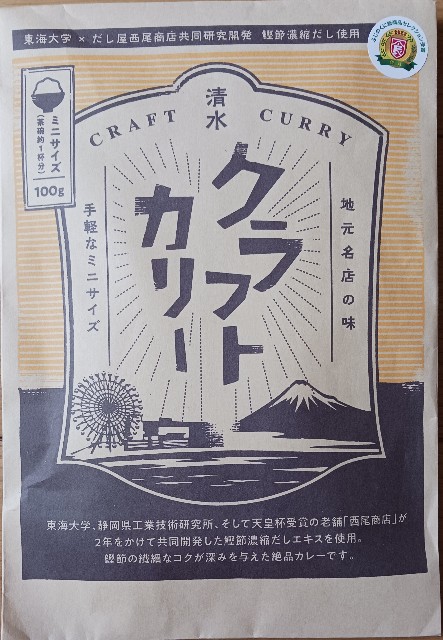 東海大学 × だし屋西尾商店共同研究開発 鰹節濃縮だし使用
ミニサイズ
(茶碗約1杯分)
100g
CRAFT 清水 CURRY
クラフト
カリー
地元名店の味
手軽なミニサイズ
東海大学、静岡県工業技術研究所、そして天皇杯受賞の老舗「西尾商店」が
2年をかけて共同開発した鰹節濃縮だしエキスを使用。
鰹節の繊細なコクが深みを与えた絶品カレーです。